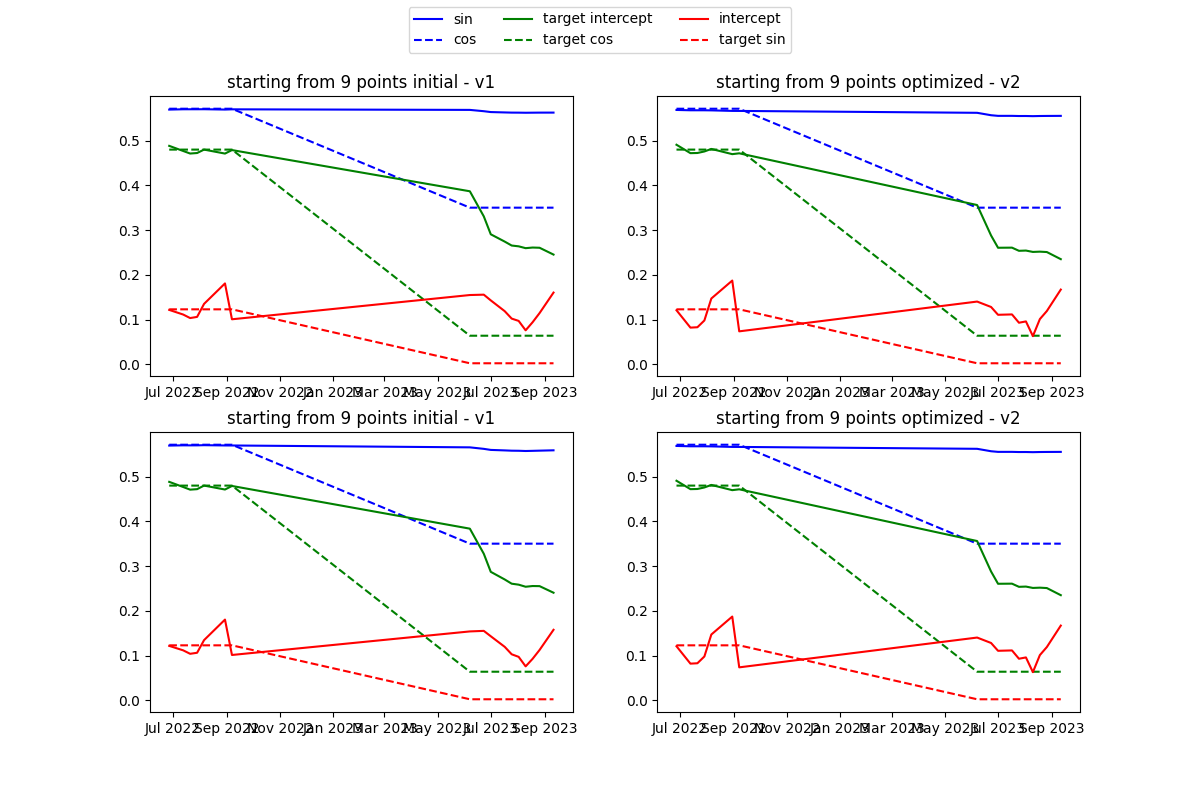 sin target intercept intercept
cos target cos target sin
starting from 9 points initial - v1 starting from 9 points optimized - v2
0.5 0.5
0.4 0.4
0.3 0.3
0.2 0.2
0.1 0.1
0.0 0.0
Jul 2022 Sep 2022 Nov 2022 Jan 2023 Mar 2023 May 2023 Jul 2023 Sep 2023 Jul 2022 Sep 2022 Nov 2022 Jan 2023 Mar 2023 May 2023 Jul 2023 Sep 2023
starting from 9 points initial - v1 starting from 9 points optimized - v2
0.5 0.5
0.4 0.4
0.3 0.3
0.2 0.2
0.1 0.1
0.0 0.0
Jul 2022 Sep 2022 Nov 2022 Jan 2023 Mar 2023 May 2023 Jul 2023 Sep 2023 Jul 2022 Sep 2022 Nov 2022 Jan 2023 Mar 2023 May 2023 Jul 2023 Sep 2023